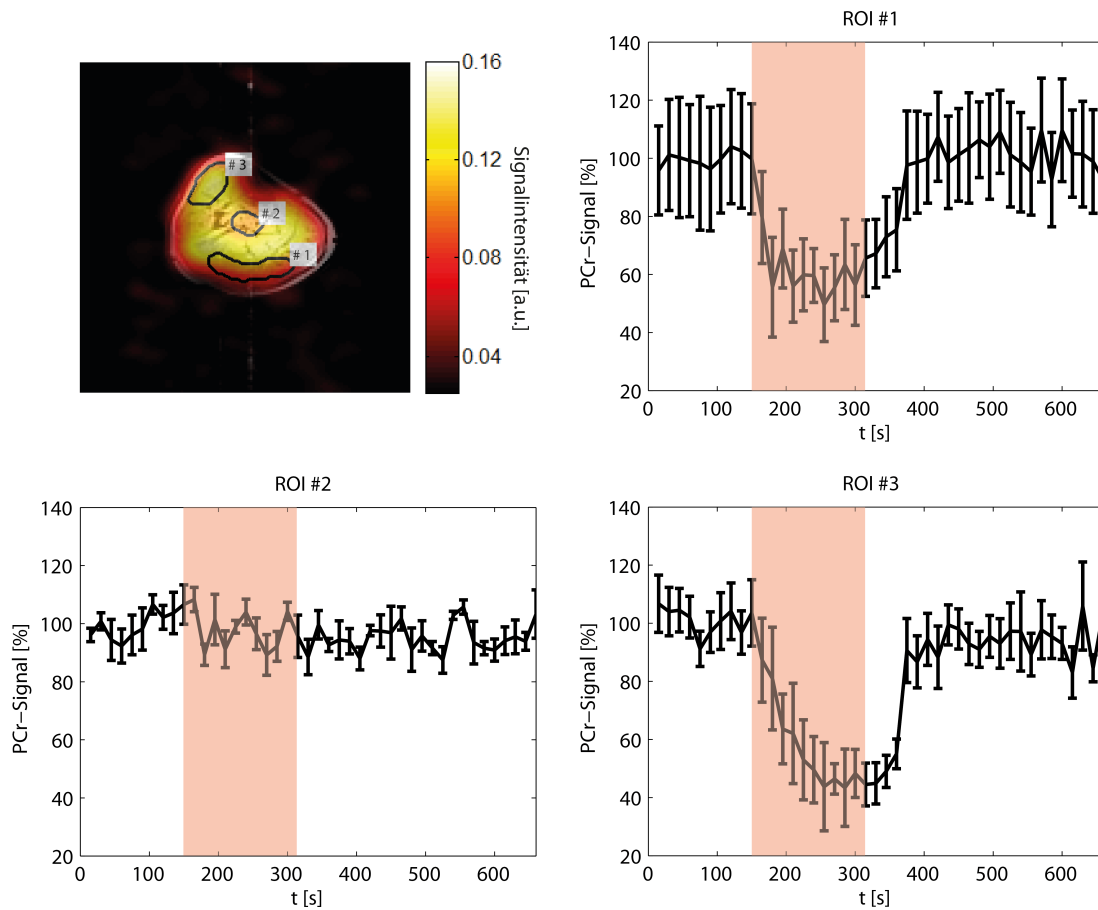 # 3
# 2
# 1
0.16
0.12
0.08
0.04
Signalintensität [a.u.]
ROI #1
140
120
100
80
60
40
20
PCr–Signal [%]
0 100 200 300 400 500 600
t [s]
ROI #2
140
120
100
80
60
40
20
PCr–Signal [%]
0 100 200 300 400 500 600
t [s]
ROI #3
140
120
100
80
60
40
20
PCr–Signal [%]
0 100 200 300 400 500 600
t [s]